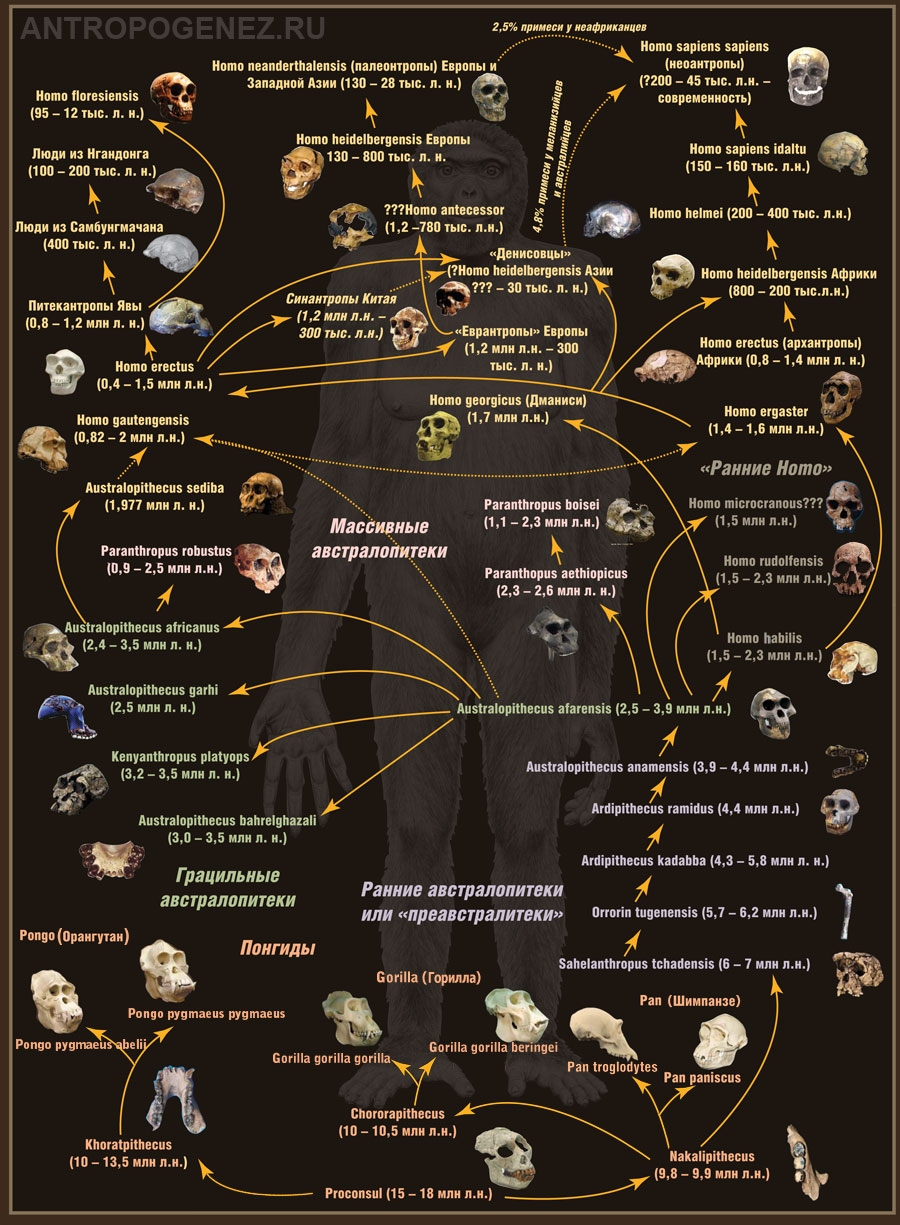 ANTROPOGENEZ.RU
2,5% примеси у неафриканцев
Homo sapiens sapiens
(неоантропы)
(?200 – 45 тыс. л.н. –
современность)
Homo neanderthalensis (палеонтропы) Европы и
Западной Азии (130 – 28 тыс. л. н.)
Homo floresiensis
(95 – 12 тыс. л. н.)
4,8% примеси у меланизийцев
и австралийцев
Homo heidelbergensis Европы
130 – 800 тыс. л. н.
Homo sapiens idaltu
(150 – 160 тыс. л.н.)
Люди из Нгандонга
(100 – 200 тыс. л.н.)
???Homo antecessor
(1,2 –780 тыс. л.н.)
Homo helmei (200 – 400 тыс. л.н.)
Люди из Самбунгмачана
(400 тыс. л. н.)
«Денисовцы»
(?Homo heidelbergensis Азии
??? – 30 тыс. л.н.)
Homo heidelbergensis Африки
(800 – 200 тыс.л.н.)
Питекантропы Явы
(0,8 – 1,2 млн л. н.)
Синантропы Китая
(1,2 млн л.н. –
300 тыс. л.н.)
«Еврантропы» Европы
(1,2 млн л.н. – 300
тыс. л.н.)
Homo erectus (архантропы)
Африки (0,8 – 1,4 млн л. н.)
Homo erectus
(0,4 – 1,5 млн л.н.)
Homo georgicus (Дманиси)
(1,7 млн л.н.)
Homo ergaster
(1,4 – 1,6 млн л.н.)
Homo gautengensis
(0,82 – 2 млн л.н.)
«Ранние Homo»
Australopithecus sediba
(1,977 млн л.н.)
Homo microcranous???
(1,5 млн л.н.)
Paranthropus boisei
(1,1 – 2,3 млн л.н.)
Массивные
австралопитеки
Paranthropus robustus
(0,9 – 2,5 млн л.н.)
Homo rudolfensis
(1,5 – 2,3 млн л.н.)
Paranthopus aethiopicus
(2,3 – 2,6 млн л.н.)
Australopithecus africanus
(2,4 – 3,5 млн л. н.)
Homo habilis
(1,5 – 2,3 млн л.н.)
Australopithecus garhi
(2,5 млн л. н.)
Australopithecus afarensis (2,5 – 3,9 млн л.н.)
Kenyanthropus platyops
(3,2 – 3,5 млн л. н.)
Australopithecus anamensis (3,9 – 4,4 млн л.н.)
Ardipithecus ramidus (4,4 млн л.н.)
Australopithecus bahrelghazali
(3,0 – 3,5 млн л. н.)
Ardipithecus kadabba (4,3 – 5,8 млн л. н.)
Грацильные
австралопитеки
Ранние австралопитеки
или «преавстралитеки»
Orrorin tugenensis (5,7 – 6,2 млн л.н.)
Pongo (Орангутан)
Понгиды
Sahelanthropus tchadensis (6 – 7 млн л.н.)
Gorilla (Горилла)
Pan (Шимпанзе)
Pongo pygmaeus pygmaeus
Pongo pygmaeus abelii
Gorilla gorilla gorilla
Gorilla gorilla beringei
Pan troglodytes
Pan paniscus
Chororapithecus
(10 – 10,5 млн л.н.)
Khoratpithecus
(10 – 13,5 млн л.н.)
Nakalipithecus
(9,8 – 9,9 млн л.н.)
Proconsul (15 – 18 млн л.н.)